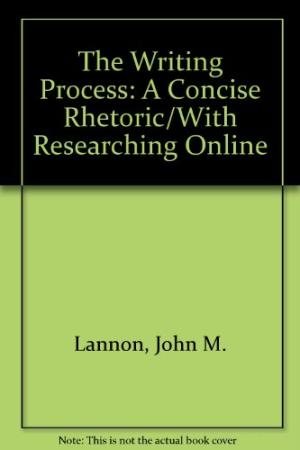 The Writing
Process: A Concise
Rhetoric/With
Researching Online
Lannon, John M.
Note: This is not the actual book cover